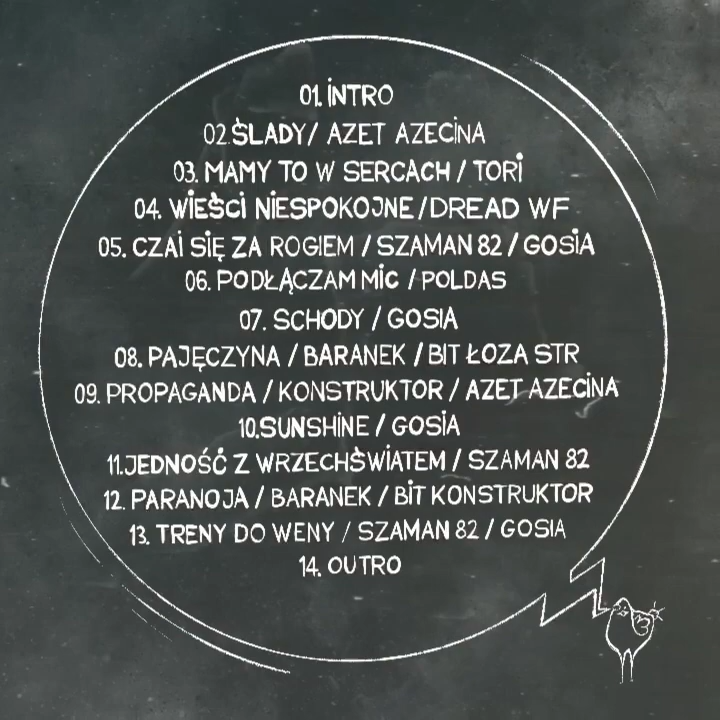 01. INTRO
02.ŚLADY/ AZET AZECINA
03. MAMY TO W SERCACH / TORI
04. WIEŚCI NIESPOKOJNE /DREAD WF
05. CZAI SIĘ ZA ROGIEM / SZAMAN 82 / GOSIA
06. PODŁĄCZAM MIC / POLDAS
07. SCHODY / GOSIA
08. PAJĘCZYNA / BARANEK / BIT ŁOZA STR
09. PROPAGANDA / KONSTRUKTOR / AZET AZECINA
10.SUNSHINE / GOSIA
11.JEDNOŚĆ Z WRZECHŚWIATEM / SZAMAN 82
12. PARANOJA / BARANEK / BIT KONSTRUKTOR
13. TRENY DO WENY / SZAMAN 82 / GOSIA
14. OUTRO